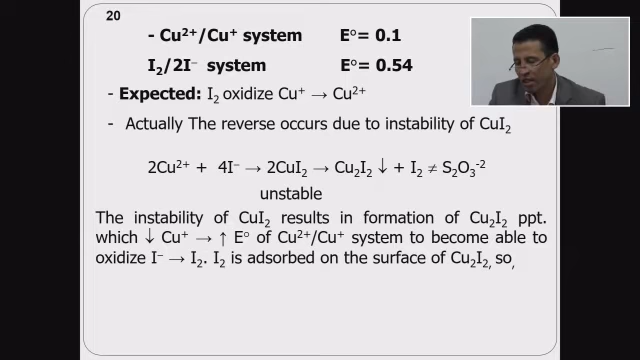 20
- Cu²⁺/Cu⁺ system E°= 0.1
I₂/2I⁻ system E°= 0.54
- Expected: I₂ oxidize Cu⁺ → Cu²⁺
- Actually The reverse occurs due to instability of CuI₂
2Cu²⁺ + 4I⁻ → 2CuI₂ → Cu₂I₂ ↓ + I₂ ≠ S₂O₃⁻²
unstable
The instability of CuI₂ results in formation of Cu₂I₂ ppt.
which ↓ Cu⁺ → ↑ E° of Cu²⁺/Cu⁺ system to become able to
oxidize I⁻ → I₂. I₂ is adsorbed on the surface of Cu₂I₂, so,